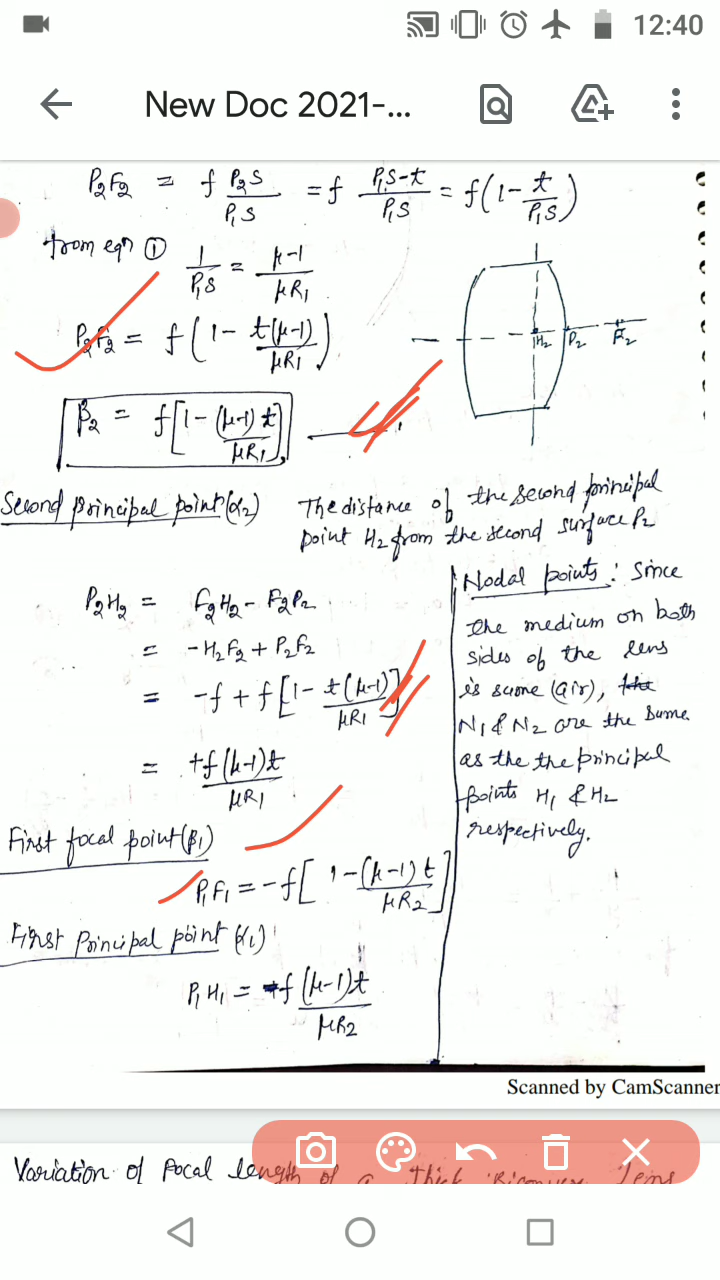 12:40
New Doc 2021-...
P₂F₂ = f P₂S/P₁S = f (P₁S-t)/P₁S = f(1 - t/P₁S)
from eqn ①
1/P₁S = (μ-1)/μR₁
P₂F₂ = f(1 - t(μ-1)/μR₁)
β₂ = f[1 - (μ-1)t/μR₁]
H₂ P₂ F₂
Second principal point (α₂)
The distance of the second principal
point H₂ from the second surface P₂
P₂H₂ = F₂H₂ - F₂P₂
= -H₂F₂ + P₂F₂
= -f + f[1 - t(μ-1)/μR₁]
= +f(μ-1)t/μR₁
First focal point (β₁)
P₁F₁ = -f[1 - (μ-1)t/μR₂]
First Principal point (α₁)
P₁H₁ = f(μ-1)t/μR₂
Nodal points: Since
the medium on both
sides of the lens
is same (air),
N₁ & N₂ are the same
as the the principal
points H₁ & H₂
respectively.
Scanned by CamScanner
Variation of focal length of a thick Biconvex lens